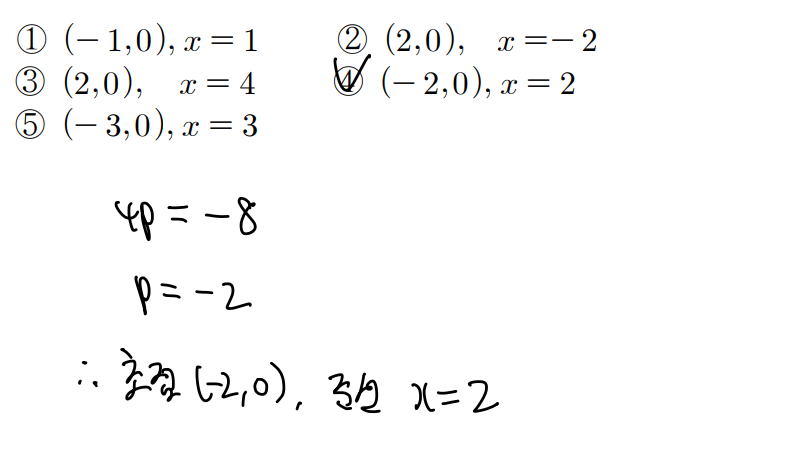 ① (−1,0), x = 1 ② (2,0), x = −2
③ (2,0), x = 4 ④ (−2,0), x = 2
⑤ (−3,0), x = 3
4p = −8
p = −2
∴ 초점 (−2,0), 준선 x=2